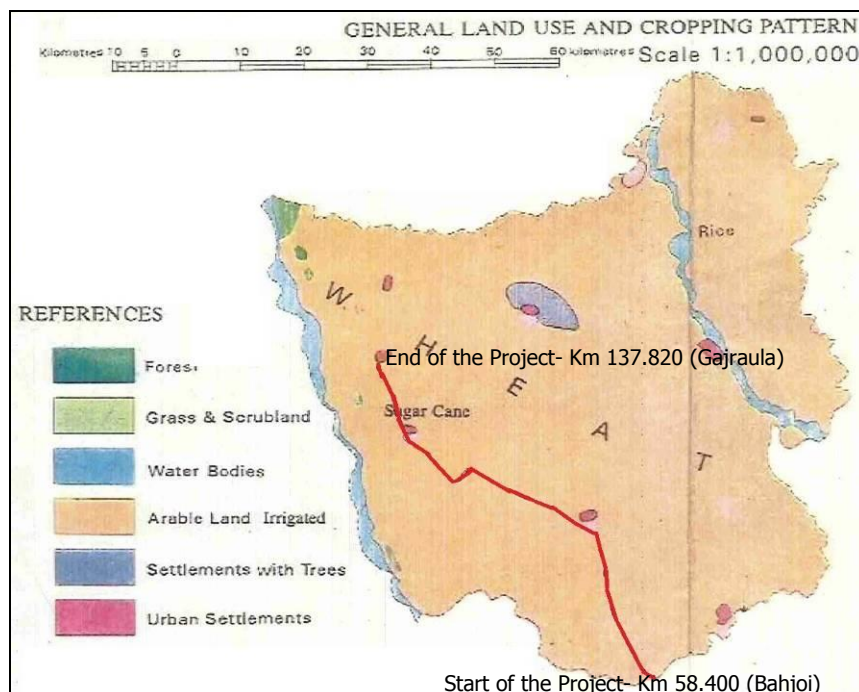 GENERAL LAND USE AND CROPPING PATTERN
Kilometres 10 5 0 10 20 30 40 50 60 kilometres Scale 1:1,000,000
Rice
W H E A T
End of the Project- Km 137.820 (Gajraula)
Sugar Cane
REFERENCES
Forest
Grass & Scrubland
Water Bodies
Arable Land Irrigated
Settlements with Trees
Urban Settlements
Start of the Project- Km 58.400 (Bahjoi)